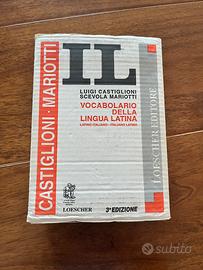 CASTIGLIONI - MARIOTTI
IL
LUIGI CASTIGLIONI
SCEVOLA MARIOTTI
VOCABOLARIO
DELLA
LINGUA LATINA
LATINO-ITALIANO • ITALIANO-LATINO
LOESCHER EDITORE
LOESCHER
3ª EDIZIONE
subito